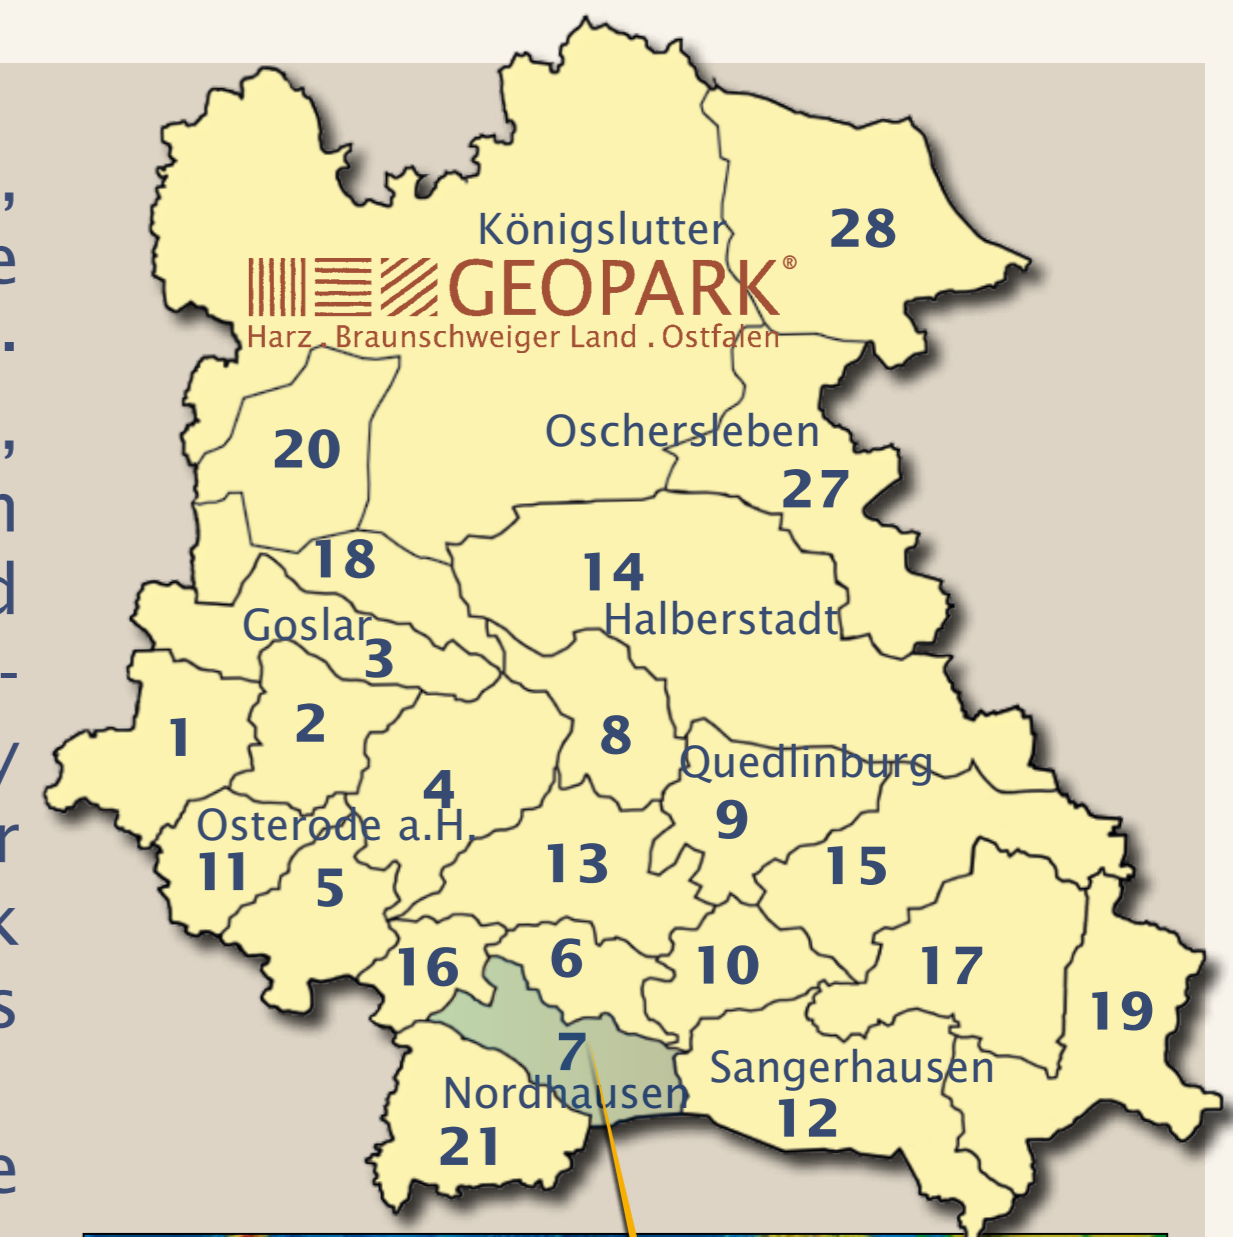 ,
e
.
,
n
d
-
y
r
k
s
e
28
Königslutter
GEOPARK®
Harz . Braunschweiger Land . Ostfalen
20
Oschersleben
27
18
14
Goslar
Halberstadt
3
1
2
8
Quedlinburg
4
Osterode a.H.
9
11
5
13
15
16
6
10
17
19
7
Sangerhausen
Nordhausen
12
21